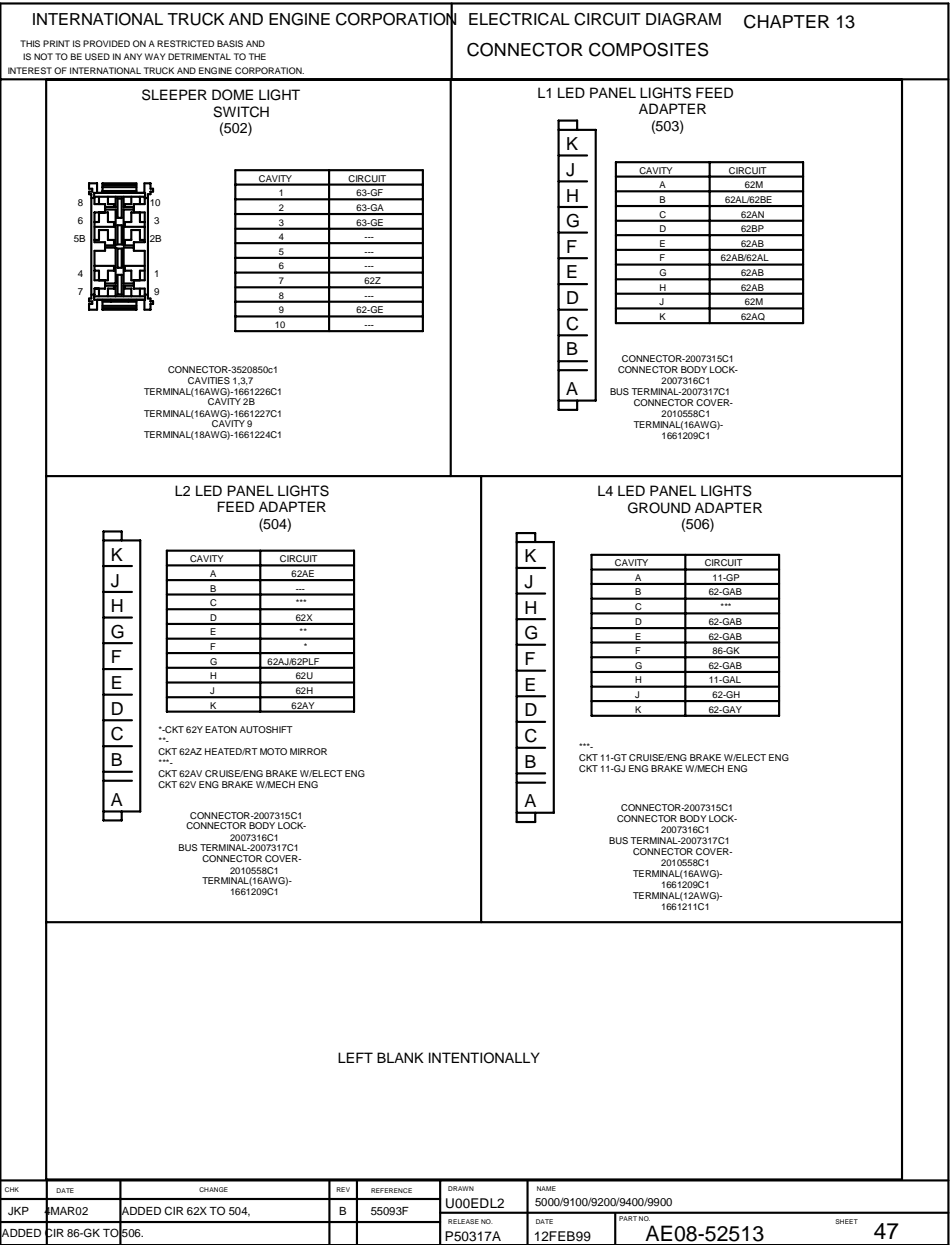 INTERNATIONAL TRUCK AND ENGINE CORPORATION
THIS PRINT IS PROVIDED ON A RESTRICTED BASIS AND
IS NOT TO BE USED IN ANY WAY DETRIMENTAL TO THE
INTEREST OF INTERNATIONAL TRUCK AND ENGINE CORPORATION.
ELECTRICAL CIRCUIT DIAGRAM CHAPTER 13
CONNECTOR COMPOSITES
SLEEPER DOME LIGHT
SWITCH
(502)
8 10
6 3
5B 2B
4 1
7 9
CAVITY CIRCUIT
1 63-GF
2 63-GA
3 63-GE
4 ---
5 ---
6 ---
7 62Z
8 ---
9 62-GE
10 ---
CONNECTOR-3520850c1
CAVITIES 1,3,7
TERMINAL(16AWG)-1661226C1
CAVITY 2B
TERMINAL(16AWG)-1661227C1
CAVITY 9
TERMINAL(18AWG)-1661224C1
L1 LED PANEL LIGHTS FEED
ADAPTER
(503)
K
J
H
G
F
E
D
C
B
A
CAVITY CIRCUIT
A 62M
B 62AL/62BE
C 62AN
D 62BP
E 62AB
F 62AB/62AL
G 62AB
H 62AB
J 62M
K 62AQ
CONNECTOR-2007315C1
CONNECTOR BODY LOCK-
2007316C1
BUS TERMINAL-2007317C1
CONNECTOR COVER-
2010558C1
TERMINAL(16AWG)-
1661209C1
L2 LED PANEL LIGHTS
FEED ADAPTER
(504)
K
J
H
G
F
E
D
C
B
A
CAVITY CIRCUIT
A 62AE
B ---
C ***
D 62X
E **
F *
G 62AJ/62PLF
H 62U
J 62H
K 62AY
*-CKT 62Y EATON AUTOSHIFT
**-
CKT 62AZ HEATED/RT MOTO MIRROR
***-
CKT 62AV CRUISE/ENG BRAKE W/ELECT ENG
CKT 62V ENG BRAKE W/MECH ENG
CONNECTOR-2007315C1
CONNECTOR BODY LOCK-
2007316C1
BUS TERMINAL-2007317C1
CONNECTOR COVER-
2010558C1
TERMINAL(16AWG)-
1661209C1
L4 LED PANEL LIGHTS
GROUND ADAPTER
(506)
K
J
H
G
F
E
D
C
B
A
CAVITY CIRCUIT
A 11-GP
B 62-GAB
C ***
D 62-GAB
E 62-GAB
F 86-GK
G 62-GAB
H 11-GAL
J 62-GH
K 62-GAY
***-
CKT 11-GT CRUISE/ENG BRAKE W/ELECT ENG
CKT 11-GJ ENG BRAKE W/MECH ENG
CONNECTOR-2007315C1
CONNECTOR BODY LOCK-
2007316C1
BUS TERMINAL-2007317C1
CONNECTOR COVER-
2010558C1
TERMINAL(16AWG)-
1661209C1
TERMINAL(12AWG)-
1661211C1
LEFT BLANK INTENTIONALLY
CHK DATE CHANGE REV REFERENCE
JKP 4MAR02 ADDED CIR 62X TO 504, B 55093F
ADDED CIR 86-GK TO 506.
DRAWN
U00EDL2
NAME
5000/9100/9200/9400/9900
RELEASE NO.
P50317A
DATE
12FEB99
PART NO.
AE08-52513
SHEET 47